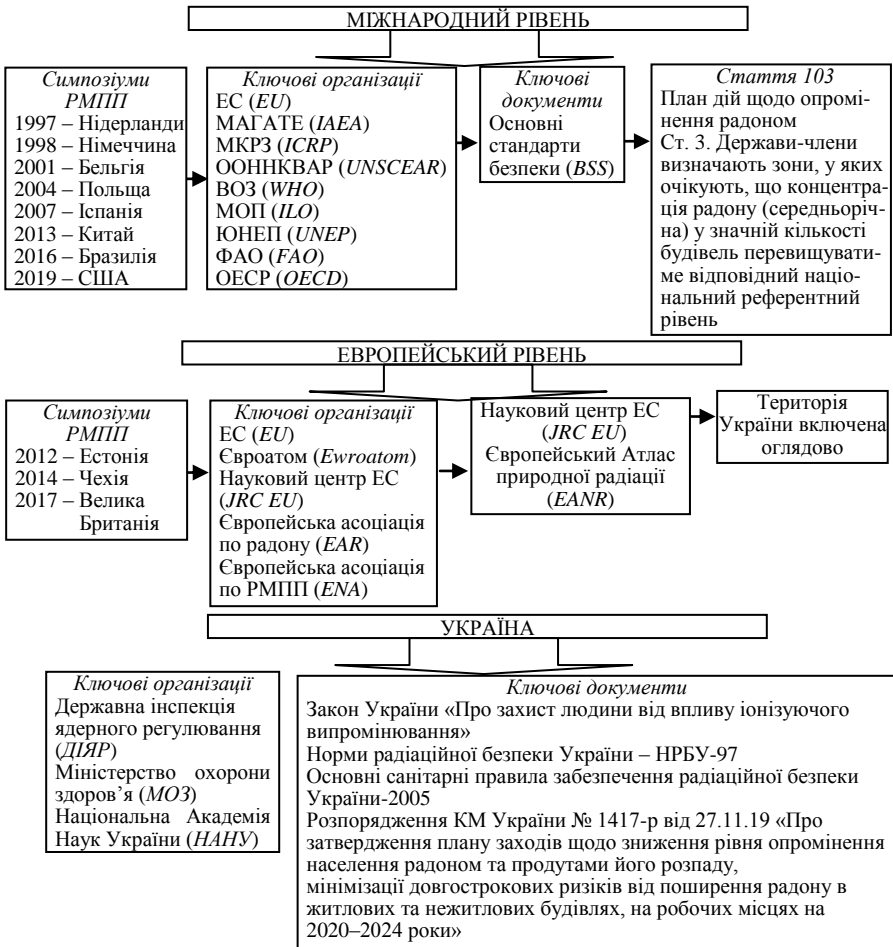 МІЖНАРОДНИЙ РІВЕНЬ
Симпозіуми
РМПП
1997 – Нідерланди
1998 – Німеччина
2001 – Бельгія
2004 – Польща
2007 – Іспанія
2013 – Китай
2016 – Бразилія
2019 – США
Ключові організації
ЕС (EU)
МАГАТЕ (IAEA)
МКРЗ (ICRP)
ООННКВАР (UNSCEAR)
ВОЗ (WHO)
МОП (ILO)
ЮНЕП (UNEP)
ФАО (FAO)
ОЕСР (OECD)
Ключові
документи
Основні
стандарти
безпеки (BSS)
Стаття 103
План дій щодо опромі-
нення радоном
Ст. 3. Держави-члени
визначають зони, у яких
очікують, що концентра-
ція радону (середньоріч-
на) у значній кількості
будівель перевищувати-
ме відповідний націо-
нальний референтний
рівень
ЕВРОПЕЙСЬКИЙ РІВЕНЬ
Симпозіуми
РМПП
2012 – Естонія
2014 – Чехія
2017 – Велика
Британія
Ключові організації
ЕС (EU)
Євроатом (Ewroatom)
Науковий центр ЕС
(JRC EU)
Європейська асоціація
по радону (EAR)
Європейська асоціація
по РМПП (ENA)
Науковий центр ЕС
(JRC EU)
Європейський Атлас
природної радіації
(EANR)
Територія
України включена
оглядово
УКРАЇНА
Ключові організації
Державна інспекція
ядерного регулювання
(ДІЯР)
Міністерство охорони
здоров’я (МОЗ)
Національна Академія
Наук України (НАНУ)
Ключові документи
Закон України «Про захист людини від впливу іонізуючого
випромінювання»
Норми радіаційної безпеки України – НРБУ-97
Основні санітарні правила забезпечення радіаційної безпеки
України-2005
Розпорядження КМ України № 1417-р від 27.11.19 «Про
затвердження плану заходів щодо зниження рівня опромінення
населення радоном та продутами його розпаду,
мінімізації довгострокових ризиків від поширення радону в
житлових та нежитлових будівлях, на робочих місцях на
2020–2024 роки»